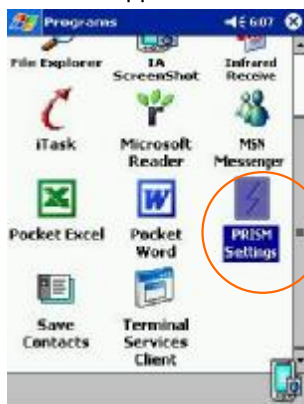 Programs 6:07
File Explorer
IA ScreenShot
Infrared Receive
iTask
Microsoft Reader
MSN Messenger
Pocket Excel
Pocket Word
PRISM Settings
Save Contacts
Terminal Services Client